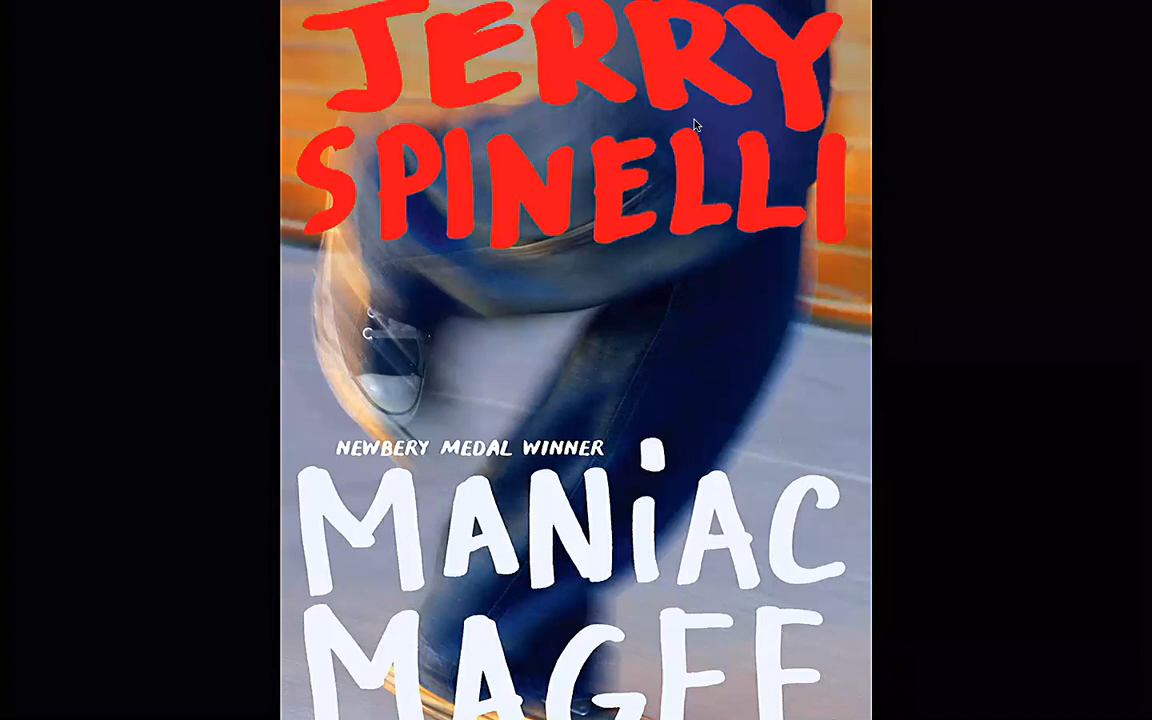 JERRY
SPINELLI
NEWBERY MEDAL WINNER
MANiAC
MAGEE